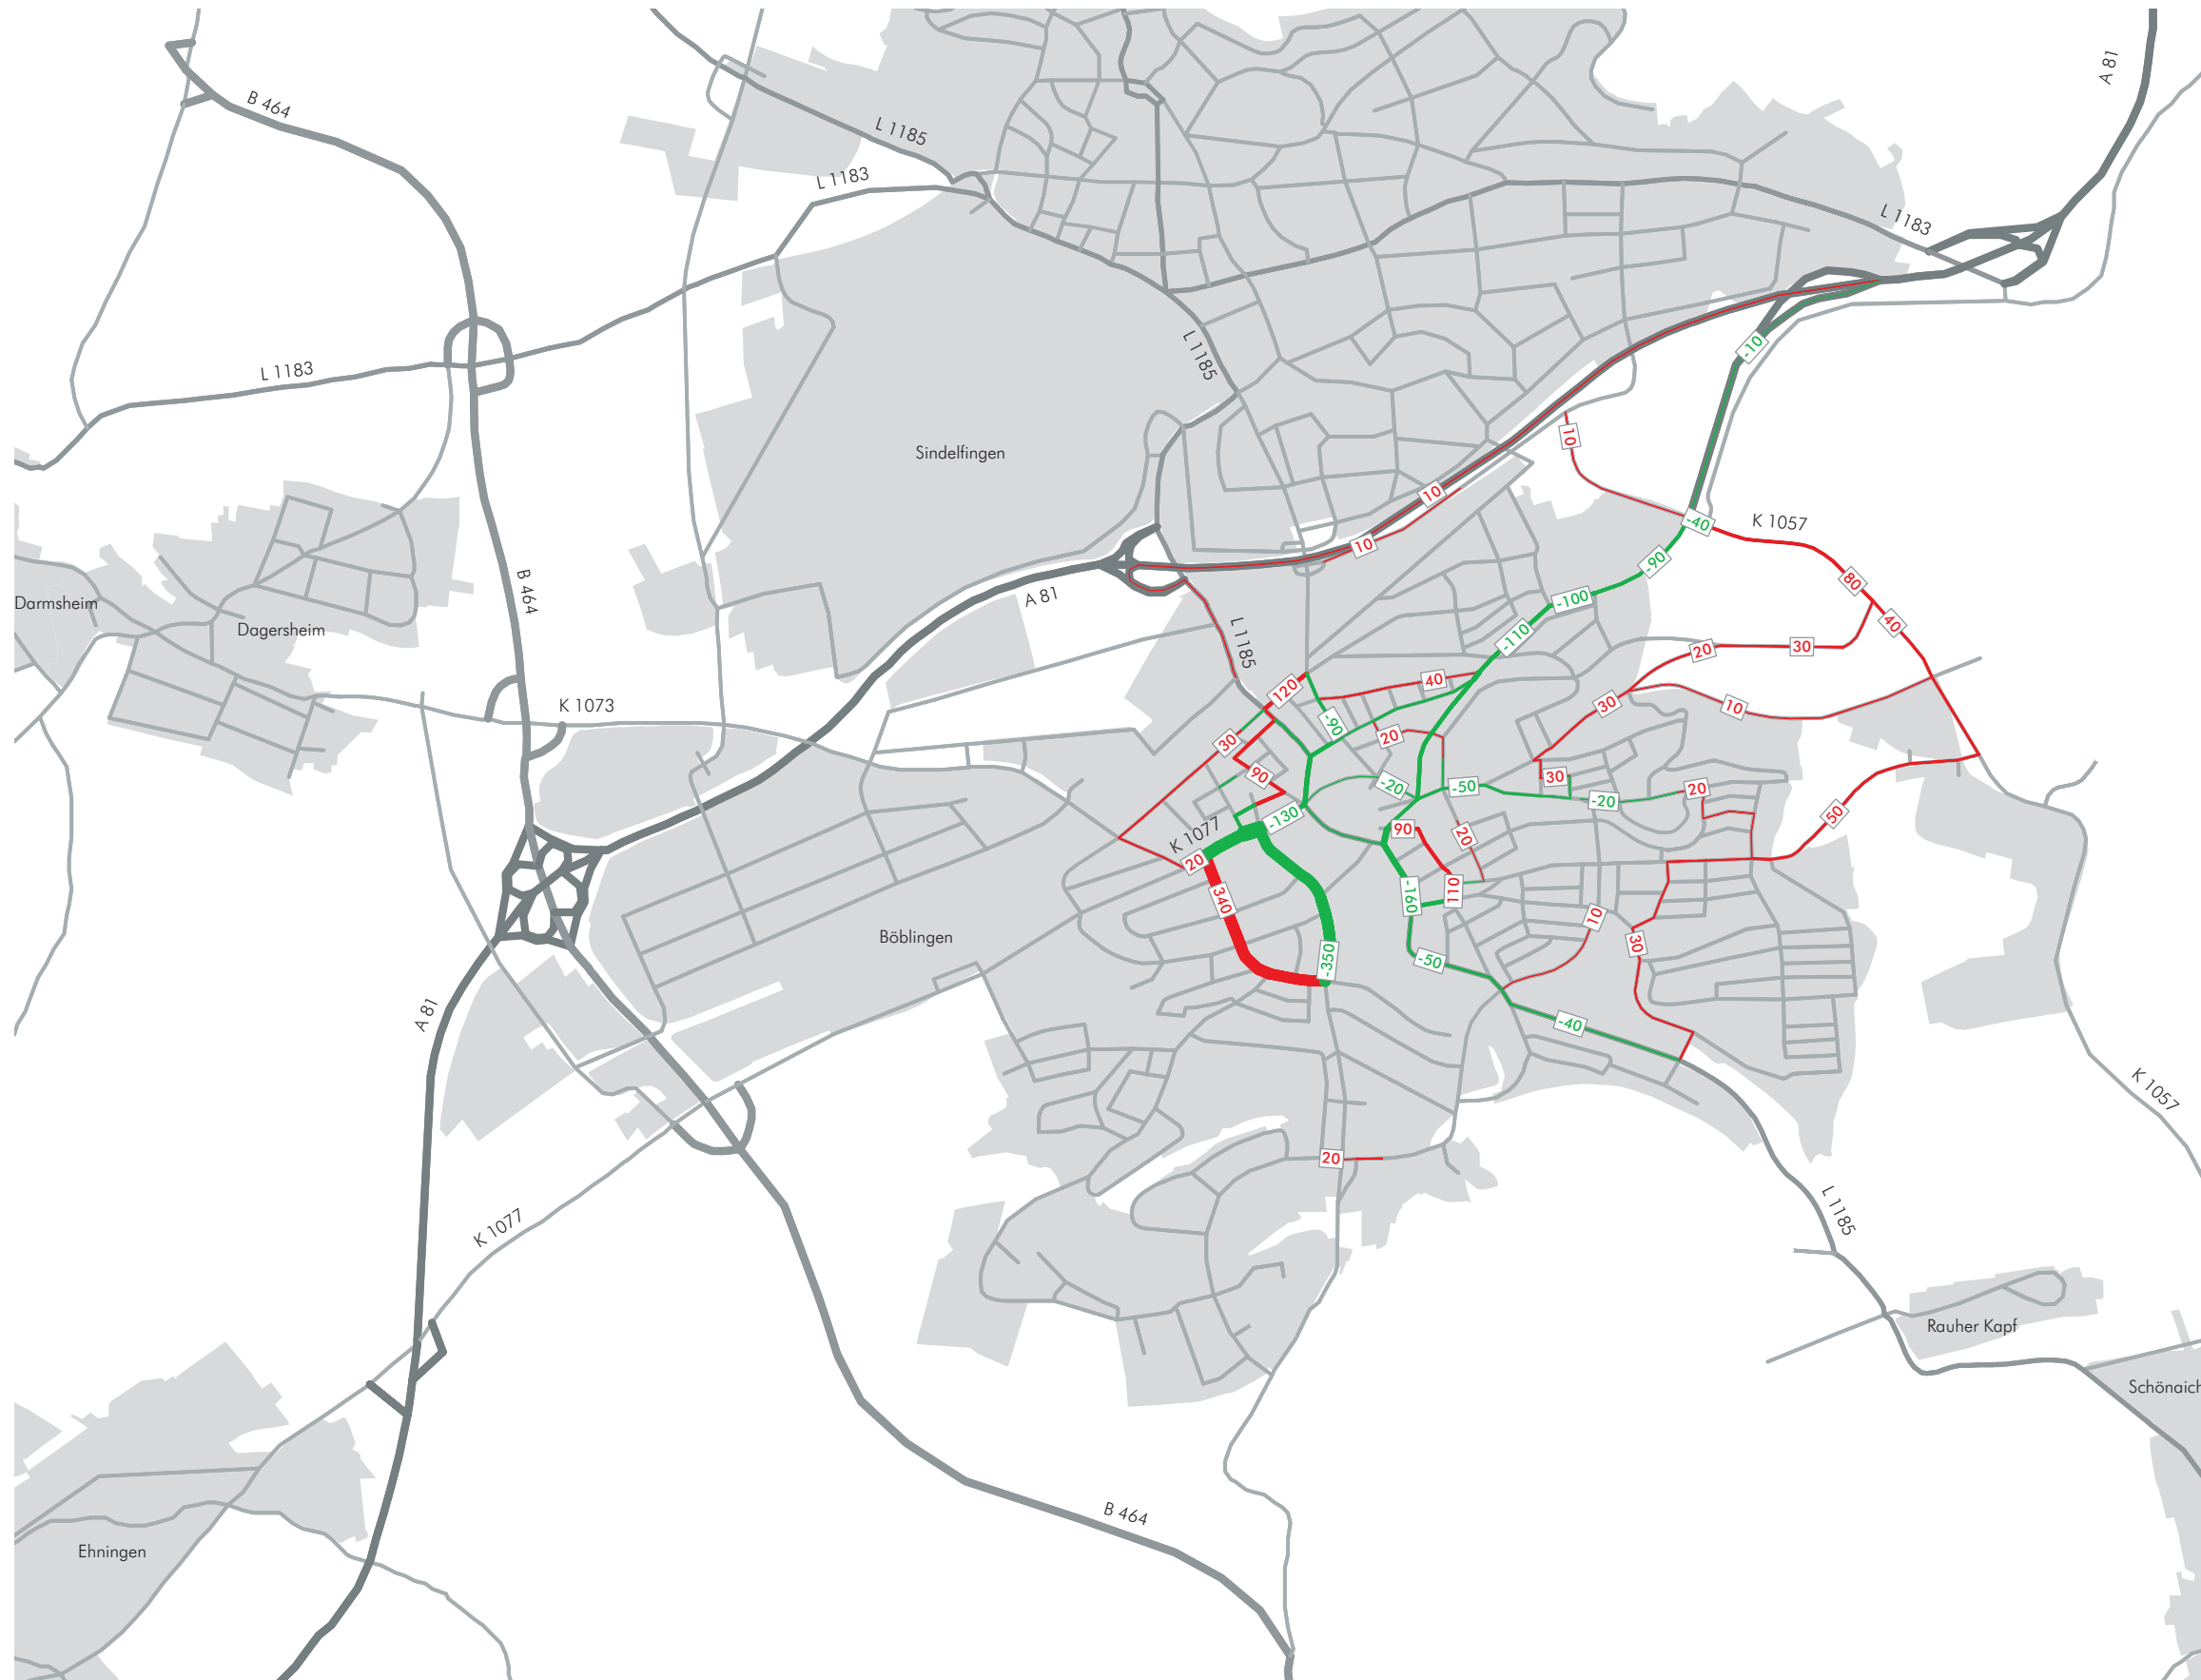 A 81
B 464
L 1185
L 1183
L 1183
L 1185
-10
L 1183
10
Sindelfingen
10
-40
K 1057
10
-90
B 464
80
A 81
-100
Darmsheim
Dagersheim
40
L 1185
-110
20
30
40
120
30
10
K 1073
-90
20
30
90
30
-20
-50
20
-20
50
-130
K 1077
90
20
20
340
-160
110
10
Böblingen
30
-350
-50
A 81
-40
K 1057
20
L 1185
K 1077
Rauher Kapf
Schönaich
B 464
Ehningen